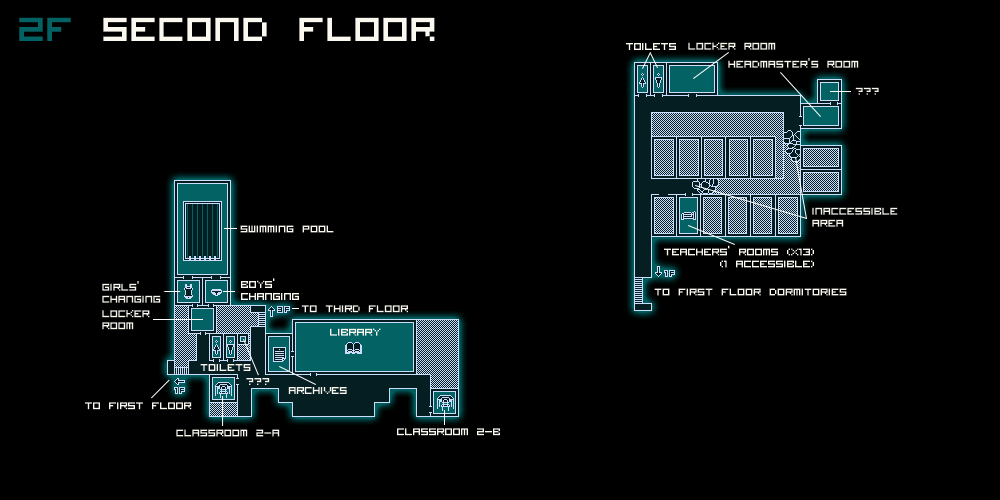 2F SECOND FLOOR
TOILETS LOCKER ROOM
HEADMASTER'S ROOM
???
INACCESSIBLE
AREA
TEACHERS' ROOMS (X13)
(1 ACCESSIBLE)
1F
TO FIRST FLOOR DORMITORIES
SWIMMING POOL
GIRLS'
CHANGING
BOYS'
CHANGING
LOCKER
ROOM
3F TO THIRD FLOOR
LIBRARY
TOILETS
???
ARCHIVES
1F
TO FIRST FLOOR
CLASSROOM 2-A
CLASSROOM 2-B